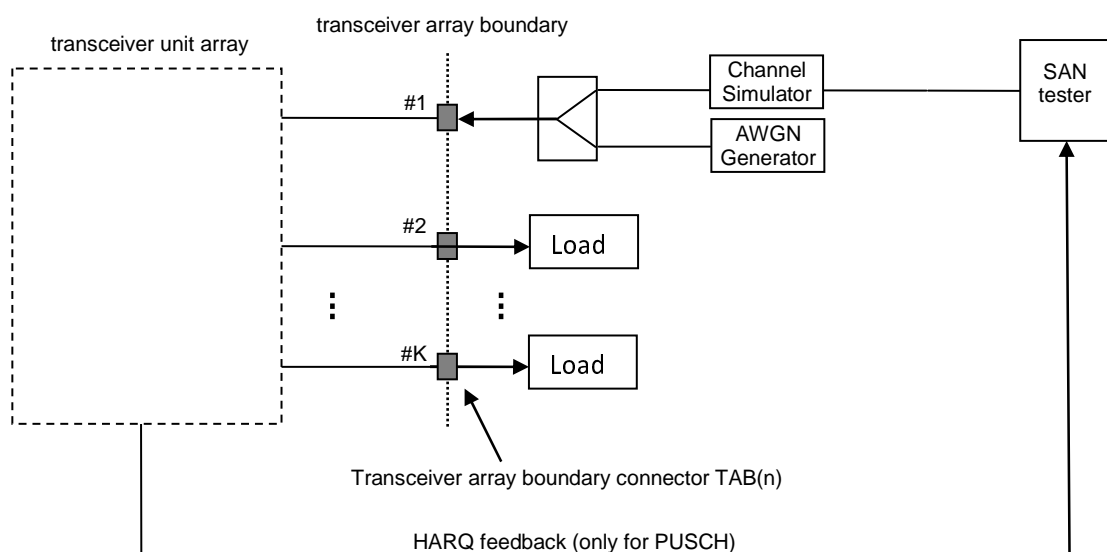 transceiver array boundary
transceiver unit array
Channel
Simulator
SAN
tester
#1
AWGN
Generator
#2
Load
#K
Load
Transceiver array boundary connector TAB(n)
HARQ feedback (only for PUSCH)